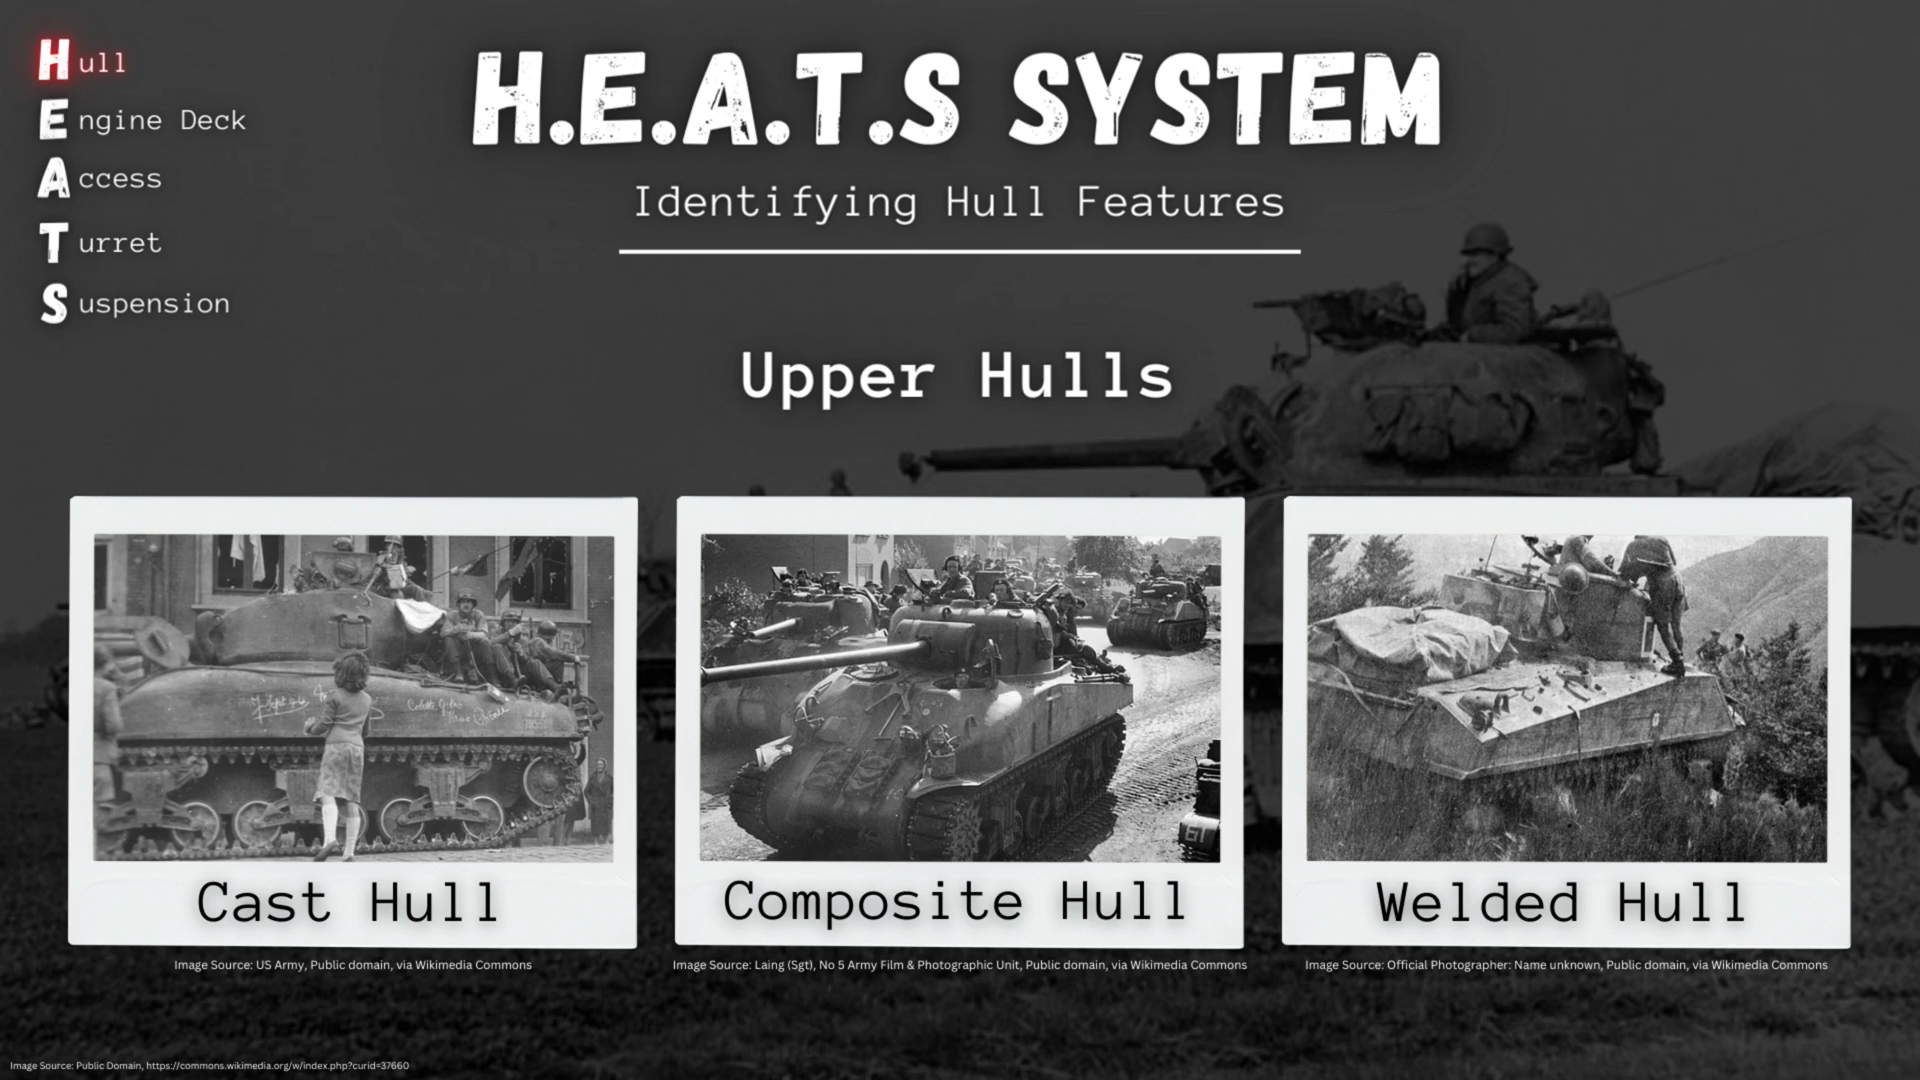 Hull
Engine Deck
Access
Turret
Suspension
H.E.A.T.S SYSTEM
Identifying Hull Features
Upper Hulls
Cast Hull
Composite Hull
Welded Hull
Image Source: US Army, Public domain, via Wikimedia Commons
Image Source: Laing (Sgt), No 5 Army Film & Photographic Unit, Public domain, via Wikimedia Commons
Image Source: Official Photographer: Name unknown, Public domain, via Wikimedia Commons
Image Source: Public Domain, https://commons.wikimedia.org/w/index.php?curid=37660